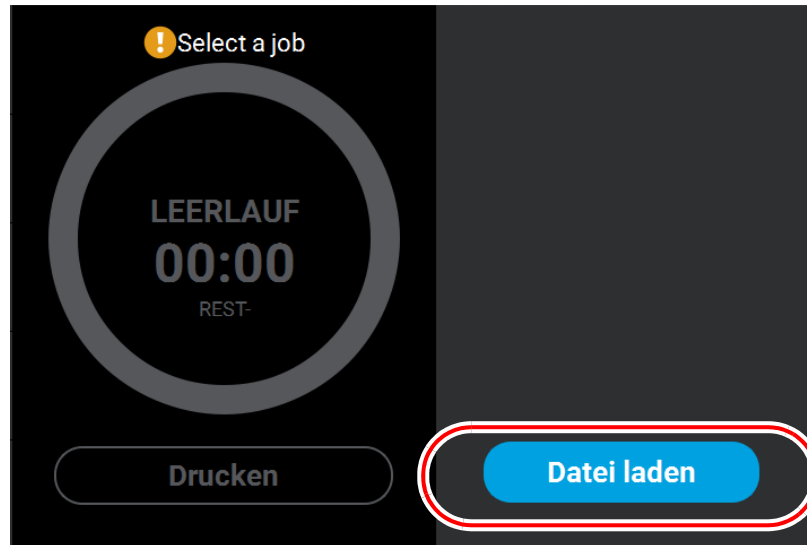 !Select a job
LEERLAUF
00:00
REST-
Drucken
Datei laden